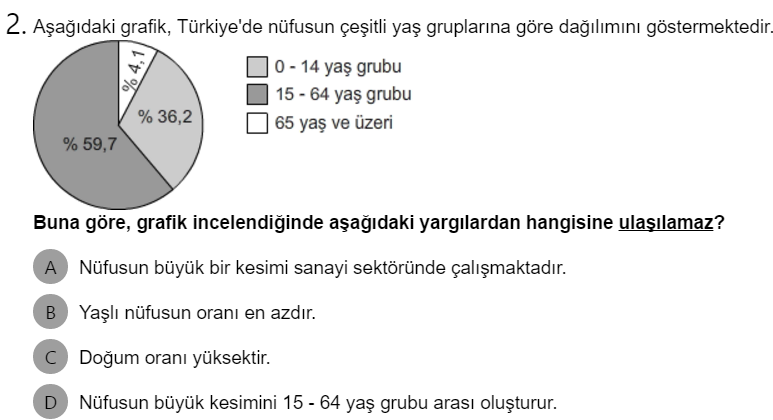 2. Aşağıdaki grafik, Türkiye'de nüfusun çeşitli yaş gruplarına göre dağılımını göstermektedir.
% 4,1
% 36,2
% 59,7
0 - 14 yaş grubu
15 - 64 yaş grubu
65 yaş ve üzeri
Buna göre, grafik incelendiğinde aşağıdaki yargılardan hangisine ulaşılamaz?
A Nüfusun büyük bir kesimi sanayi sektöründe çalışmaktadır.
B Yaşlı nüfusun oranı en azdır.
C Doğum oranı yüksektir.
D Nüfusun büyük kesimini 15 - 64 yaş grubu arası oluşturur.